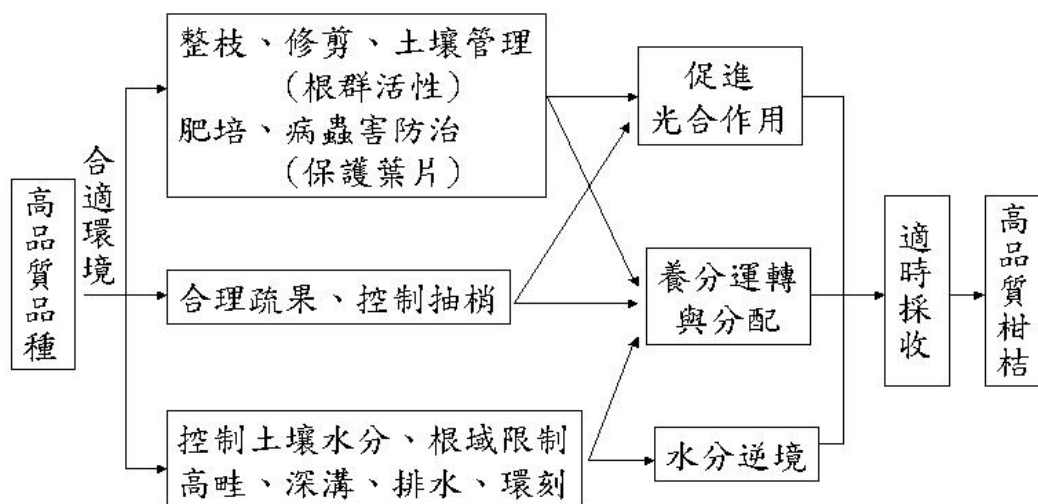 高品質品種
合適環境
整枝、修剪、土壤管理
(根群活性)
肥培、病蟲害防治
(保護葉片)
合理疏果、控制抽梢
控制土壤水分、根域限制
高畦、深溝、排水、環刻
促進
光合作用
養分運轉
與分配
水分逆境
適時採收
高品質柑桔